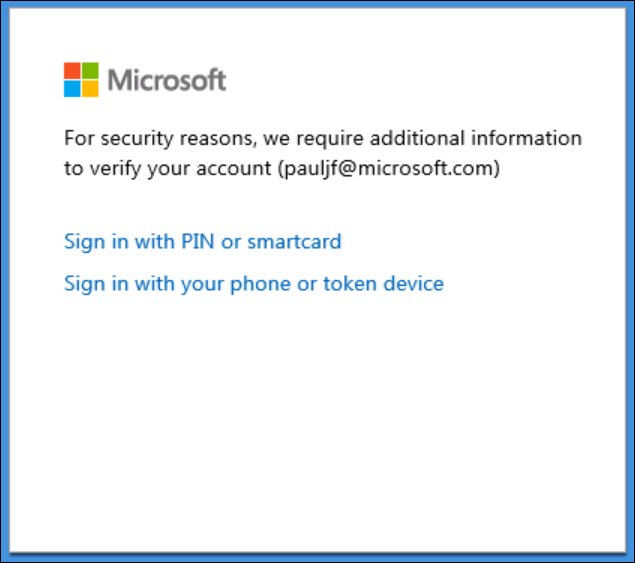 Microsoft
For security reasons, we require additional information
to verify your account (pauljf@microsoft.com)
Sign in with PIN or smartcard
Sign in with your phone or token device